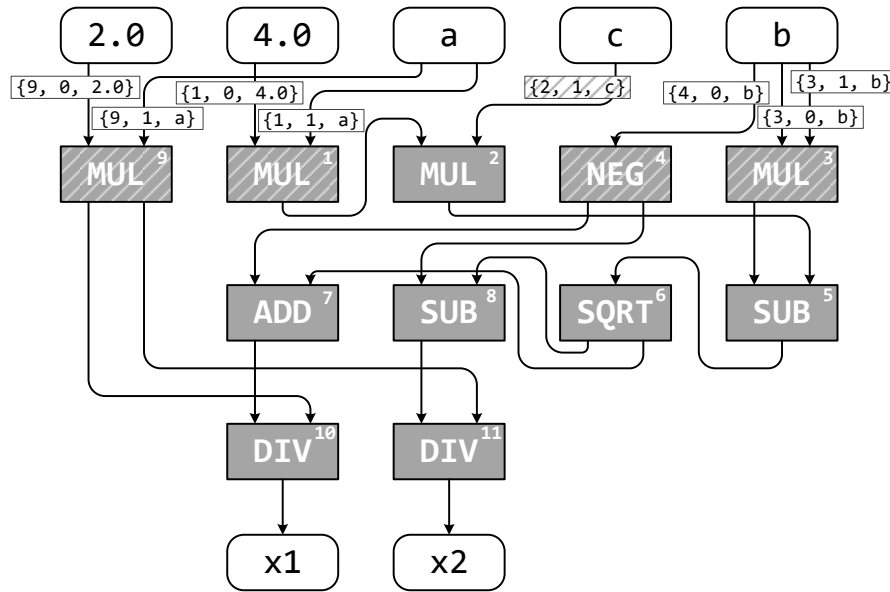 2.0 4.0 a c b
{9, 0, 2.0} {1, 0, 4.0} {2, 1, c} {4, 0, b} {3, 1, b}
{9, 1, a} {1, 1, a} {3, 0, b}
MUL 9 MUL 1 MUL 2 NEG 4 MUL 3
ADD 7 SUB 8 SQRT 6 SUB 5
DIV 10 DIV 11
x1 x2